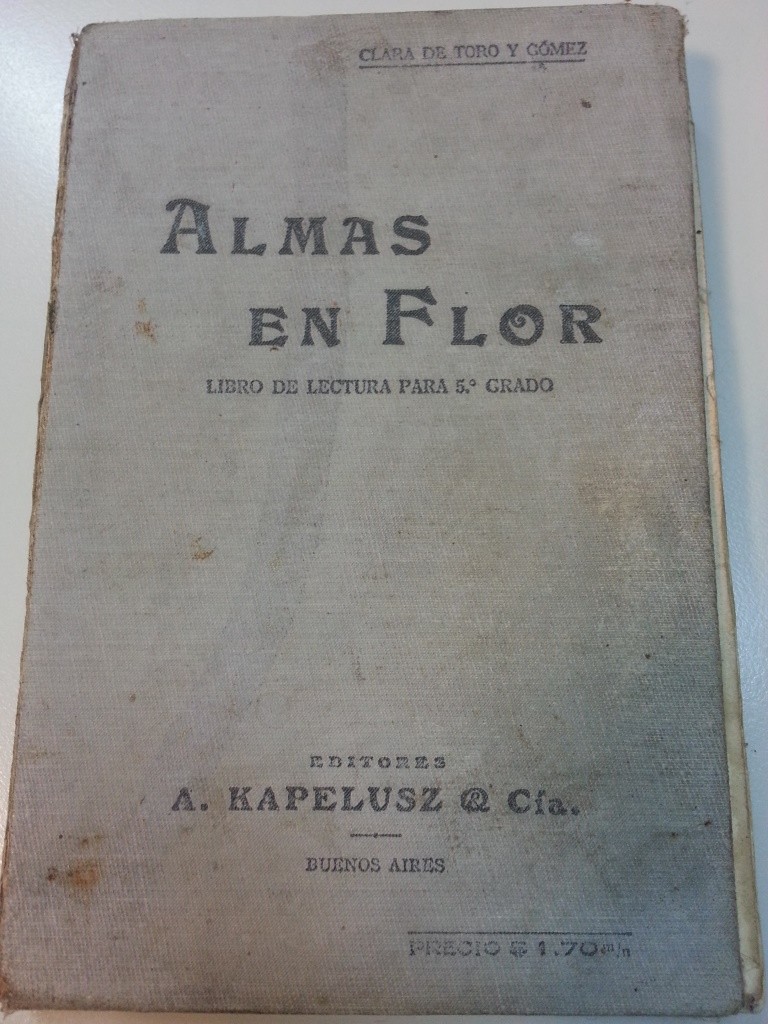 CLARA DE TORO Y GÓMEZ
ALMAS
EN FLOR
LIBRO DE LECTURA PARA 5.° GRADO
EDITORES
A. KAPELUSZ & Cía.
BUENOS AIRES
PRECIO $ 1.70 m/n